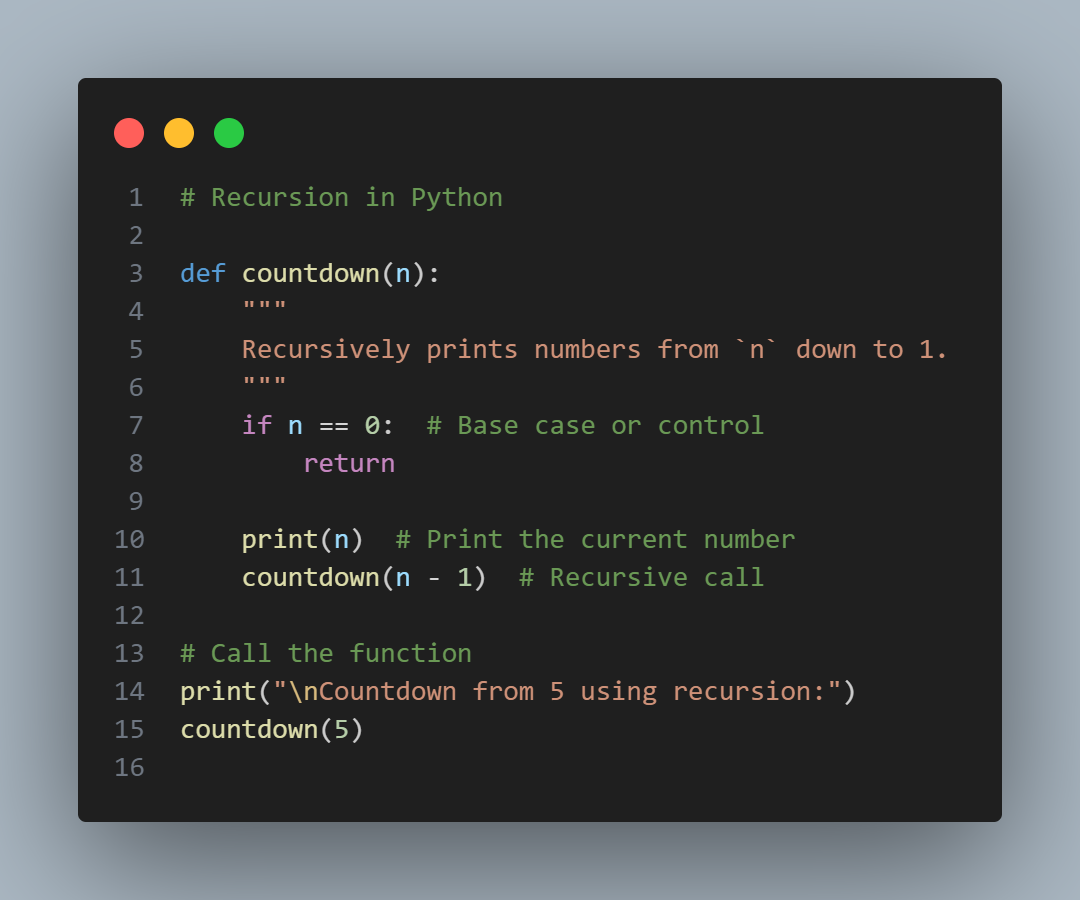 1 # Recursion in Python
2
3 def countdown(n):
4     """
5     Recursively prints numbers from `n` down to 1.
6     """
7     if n == 0:  # Base case or control
8         return
9
10     print(n)  # Print the current number
11     countdown(n - 1)  # Recursive call
12
13 # Call the function
14 print("\nCountdown from 5 using recursion:")
15 countdown(5)
16